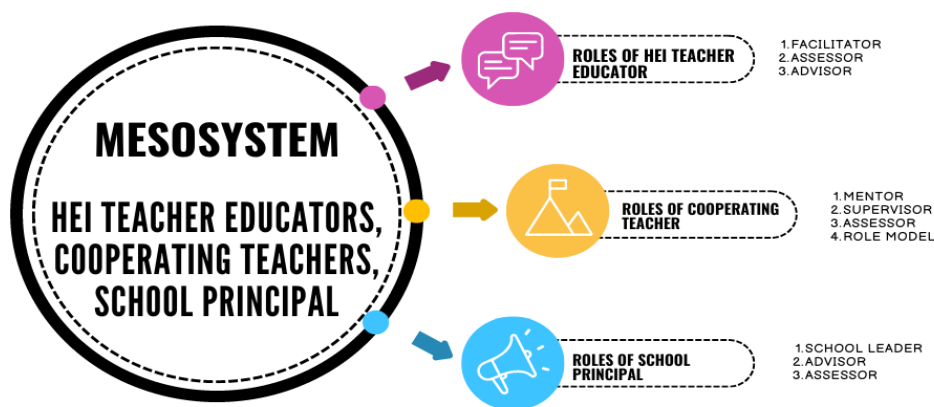 MESOSYSTEM
HEI TEACHER EDUCATORS,
COOPERATING TEACHERS,
SCHOOL PRINCIPAL
ROLES OF HEI TEACHER
EDUCATOR
1.FACILITATOR
2.ASSESSOR
3.ADVISOR
ROLES OF COOPERATING
TEACHER
1.MENTOR
2.SUPERVISOR
3.ASSESSOR
4.ROLE MODEL
ROLES OF SCHOOL
PRINCIPAL
1.SCHOOL LEADER
2.ADVISOR
3.ASSESSOR